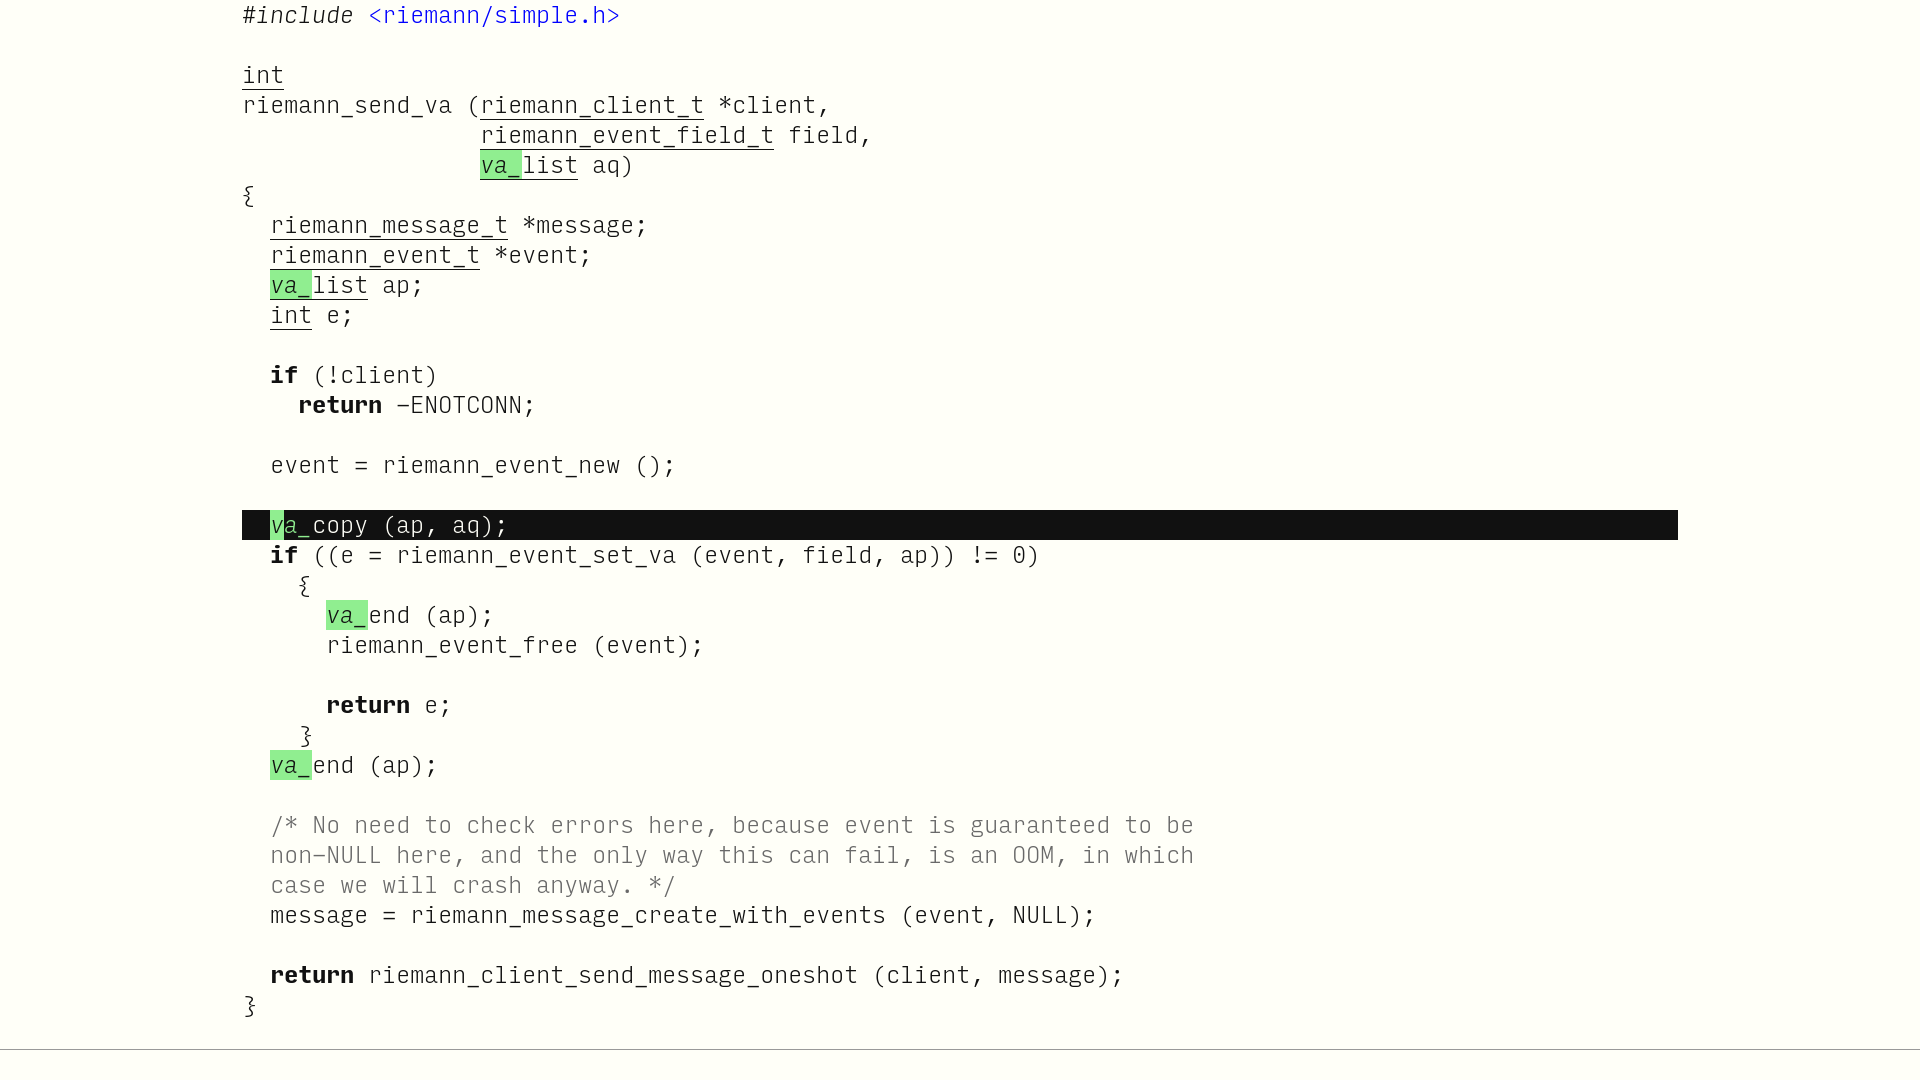 #include <riemann/simple.h>
int
riemann_send_va (riemann_client_t *client,
                 riemann_event_field_t field,
                 va_list aq)
{
  riemann_message_t *message;
  riemann_event_t *event;
  va_list ap;
  int e;

  if (!client)
    return -ENOTCONN;

  event = riemann_event_new ();

  va_copy (ap, aq);
  if ((e = riemann_event_set_va (event, field, ap)) != 0)
    {
      va_end (ap);
      riemann_event_free (event);

      return e;
    }
  va_end (ap);

  /* No need to check errors here, because event is guaranteed to be
  non-NULL here, and the only way this can fail, is an OOM, in which
  case we will crash anyway. */
  message = riemann_message_create_with_events (event, NULL);

  return riemann_client_send_message_oneshot (client, message);
}